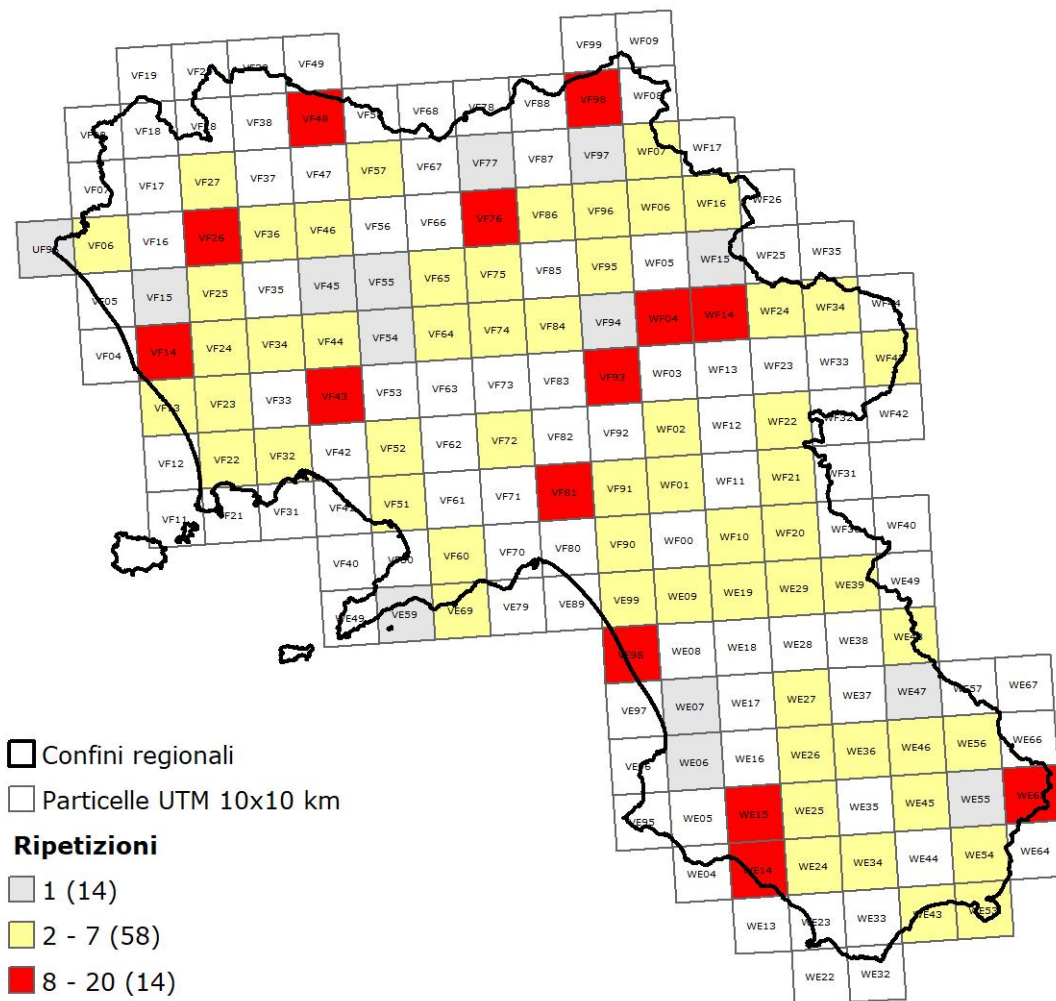 VF99 WF09
VF19 VF49
VF98 WF08
VF88
VF78
VF68
VF48
VF38
VF18
WF17
WF07
VF97
VF87
VF77
VF67
VF57
VF47
VF37
VF27
VF17
VF07
WF26
WF16
WF06
VF96
VF86
VF76
VF66
VF56
VF46
VF36
VF26
VF16
VF06
WF35
WF25
WF15
WF05
VF95
VF85
VF75
VF65
VF55
VF45
VF35
VF25
VF15
VF05
WF44
WF34
WF24
WF14
WF04
VF94
VF84
VF74
VF64
VF54
VF44
VF34
VF24
VF14
VF04
WF33
WF23
WF13
WF03
VF93
VF83
VF73
VF63
VF53
VF43
VF33
VF23
VF13
WF42
WF32
WF22
WF12
WF02
VF92
VF82
VF72
VF62
VF52
VF42
VF32
VF22
VF12
WF31
WF21
WF11
WF01
VF91
VF81
VF71
VF61
VF51
VF31
VF21
VF11
WF40
WF20
WF10
WF00
VF90
VF80
VF70
VF60
VF40
WE49
WE39
WE29
WE19
WE09
VE99
VE89
VE79
VE69
VE59
WE38
WE28
WE18
WE08
VE98
WE67
WE57
WE47
WE37
WE27
WE17
WE07
VE97
WE66
WE56
WE46
WE36
WE26
WE16
WE06
WE55
WE45
WE35
WE25
WE15
WE05
VE95
WE64
WE54
WE44
WE34
WE24
WE14
WE04
WE53
WE43
WE33
WE23
WE13
WE32
WE22
Confini regionali
Particelle UTM 10x10 km
Ripetizioni
1 (14)
2 - 7 (58)
8 - 20 (14)